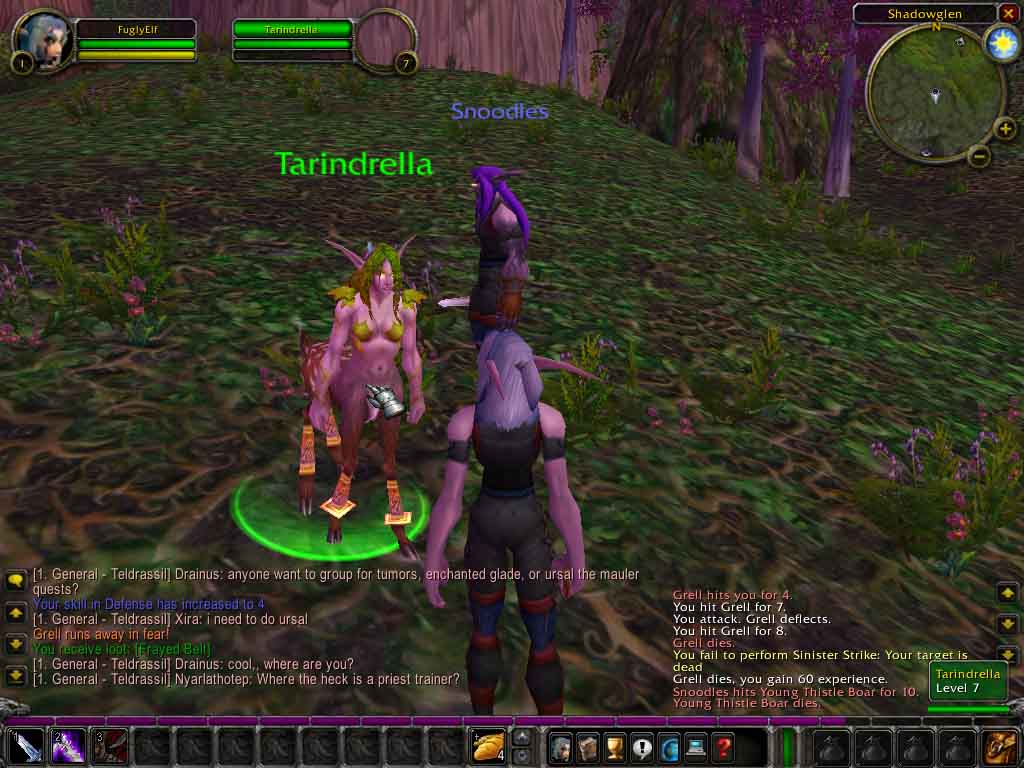 FuglyElf
1
Tarindrella
7
Shadowglen
N
Snoodles
Tarindrella
[1. General - Teldrassil] Drainus: anyone want to group for tumors, enchanted glade, or ursal the mauler
quests?
Your skill in Defense has increased to 4
[1. General - Teldrassil] Xira: i need to do ursal
Grell runs away in fear!
You receive loot: [Frayed Belt]
[1. General - Teldrassil] Drainus: cool,, where are you?
[1. General - Teldrassil] Nyarlathotep: Where the heck is a priest trainer?
Grell hits you for 4.
You hit Grell for 7.
You attack. Grell deflects.
You hit Grell for 8.
Grell dies.
You fail to perform Sinister Strike: Your target is
dead
Grell dies, you gain 60 experience.
Snoodles hits Young Thistle Boar for 10.
Young Thistle Boar dies.
Tarindrella
Level 7
1
2
3
4